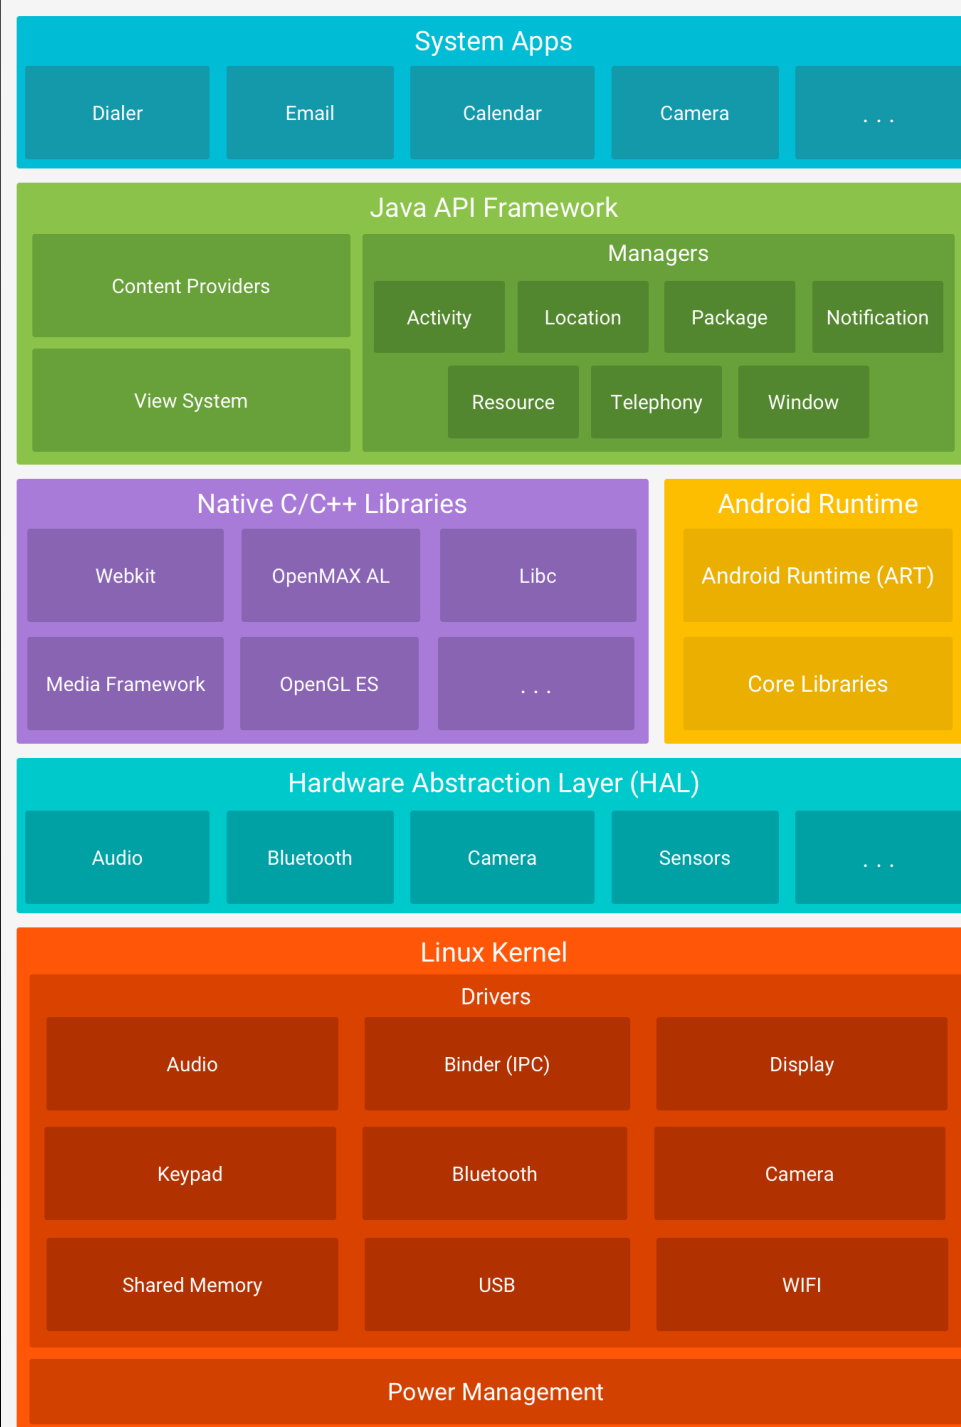 System Apps
Dialer
Email
Calendar
Camera
. . .
Java API Framework
Content Providers
View System
Managers
Activity
Location
Package
Notification
Resource
Telephony
Window
Native C/C++ Libraries
Webkit
OpenMAX AL
Libc
Media Framework
OpenGL ES
. . .
Android Runtime
Android Runtime (ART)
Core Libraries
Hardware Abstraction Layer (HAL)
Audio
Bluetooth
Camera
Sensors
. . .
Linux Kernel
Drivers
Audio
Binder (IPC)
Display
Keypad
Bluetooth
Camera
Shared Memory
USB
WIFI
Power Management